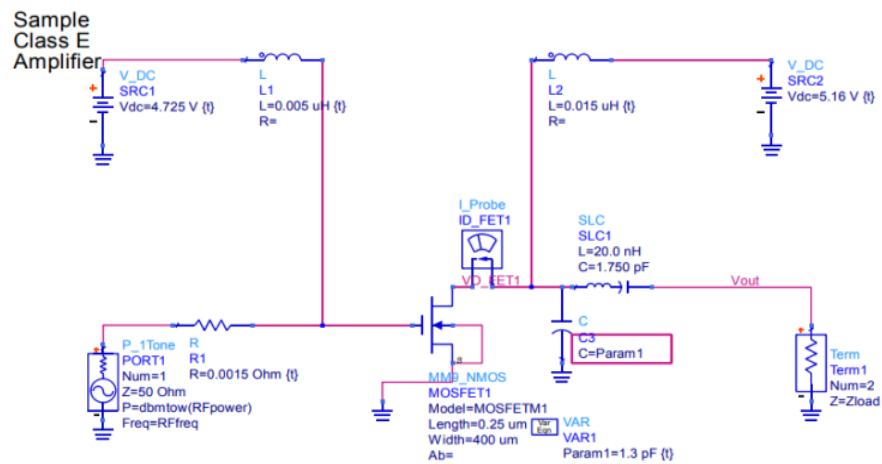 Sample
Class E
Amplifier
V_DC
SRC1
Vdc=4.725 V {t}
L
L1
L=0.005 uH {t}
R=
L
L2
L=0.015 uH {t}
R=
V_DC
SRC2
Vdc=5.16 V {t}
I_Probe
ID_FET1
SLC
SLC1
L=20.0 nH
C=1.750 pF
Vout
VD_FET1
C
C3
C=Param1
P_1Tone
PORT1
Num=1
Z=50 Ohm
P=dbmtow(RFpower)
Freq=RFfreq
R
R1
R=0.0015 Ohm {t}
MM9_NMOS
MOSFET1
Model=MOSFETM1
Length=0.25 um
Width=400 um
Ab=
Var
Eqn
VAR
VAR1
Param1=1.3 pF {t}
Term
Term1
Num=2
Z=Zload